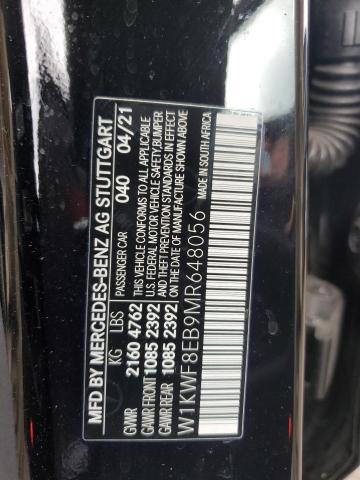 MFD BY MERCEDES-BENZ AG STUTTGART
PASSENGER CAR 040 04/21
KG LBS
GVWR 2160 4762
GAWR FRONT 1085 2392
GAWR REAR 1085 2392
THIS VEHICLE CONFORMS TO ALL APPLICABLE
U.S. FEDERAL MOTOR VEHICLE SAFETY, BUMPER
AND THEFT PREVENTION STANDARDS IN EFFECT
ON THE DATE OF MANUFACTURE SHOWN ABOVE
W1KWF8EB9MR648056 MADE IN SOUTH AFRICA